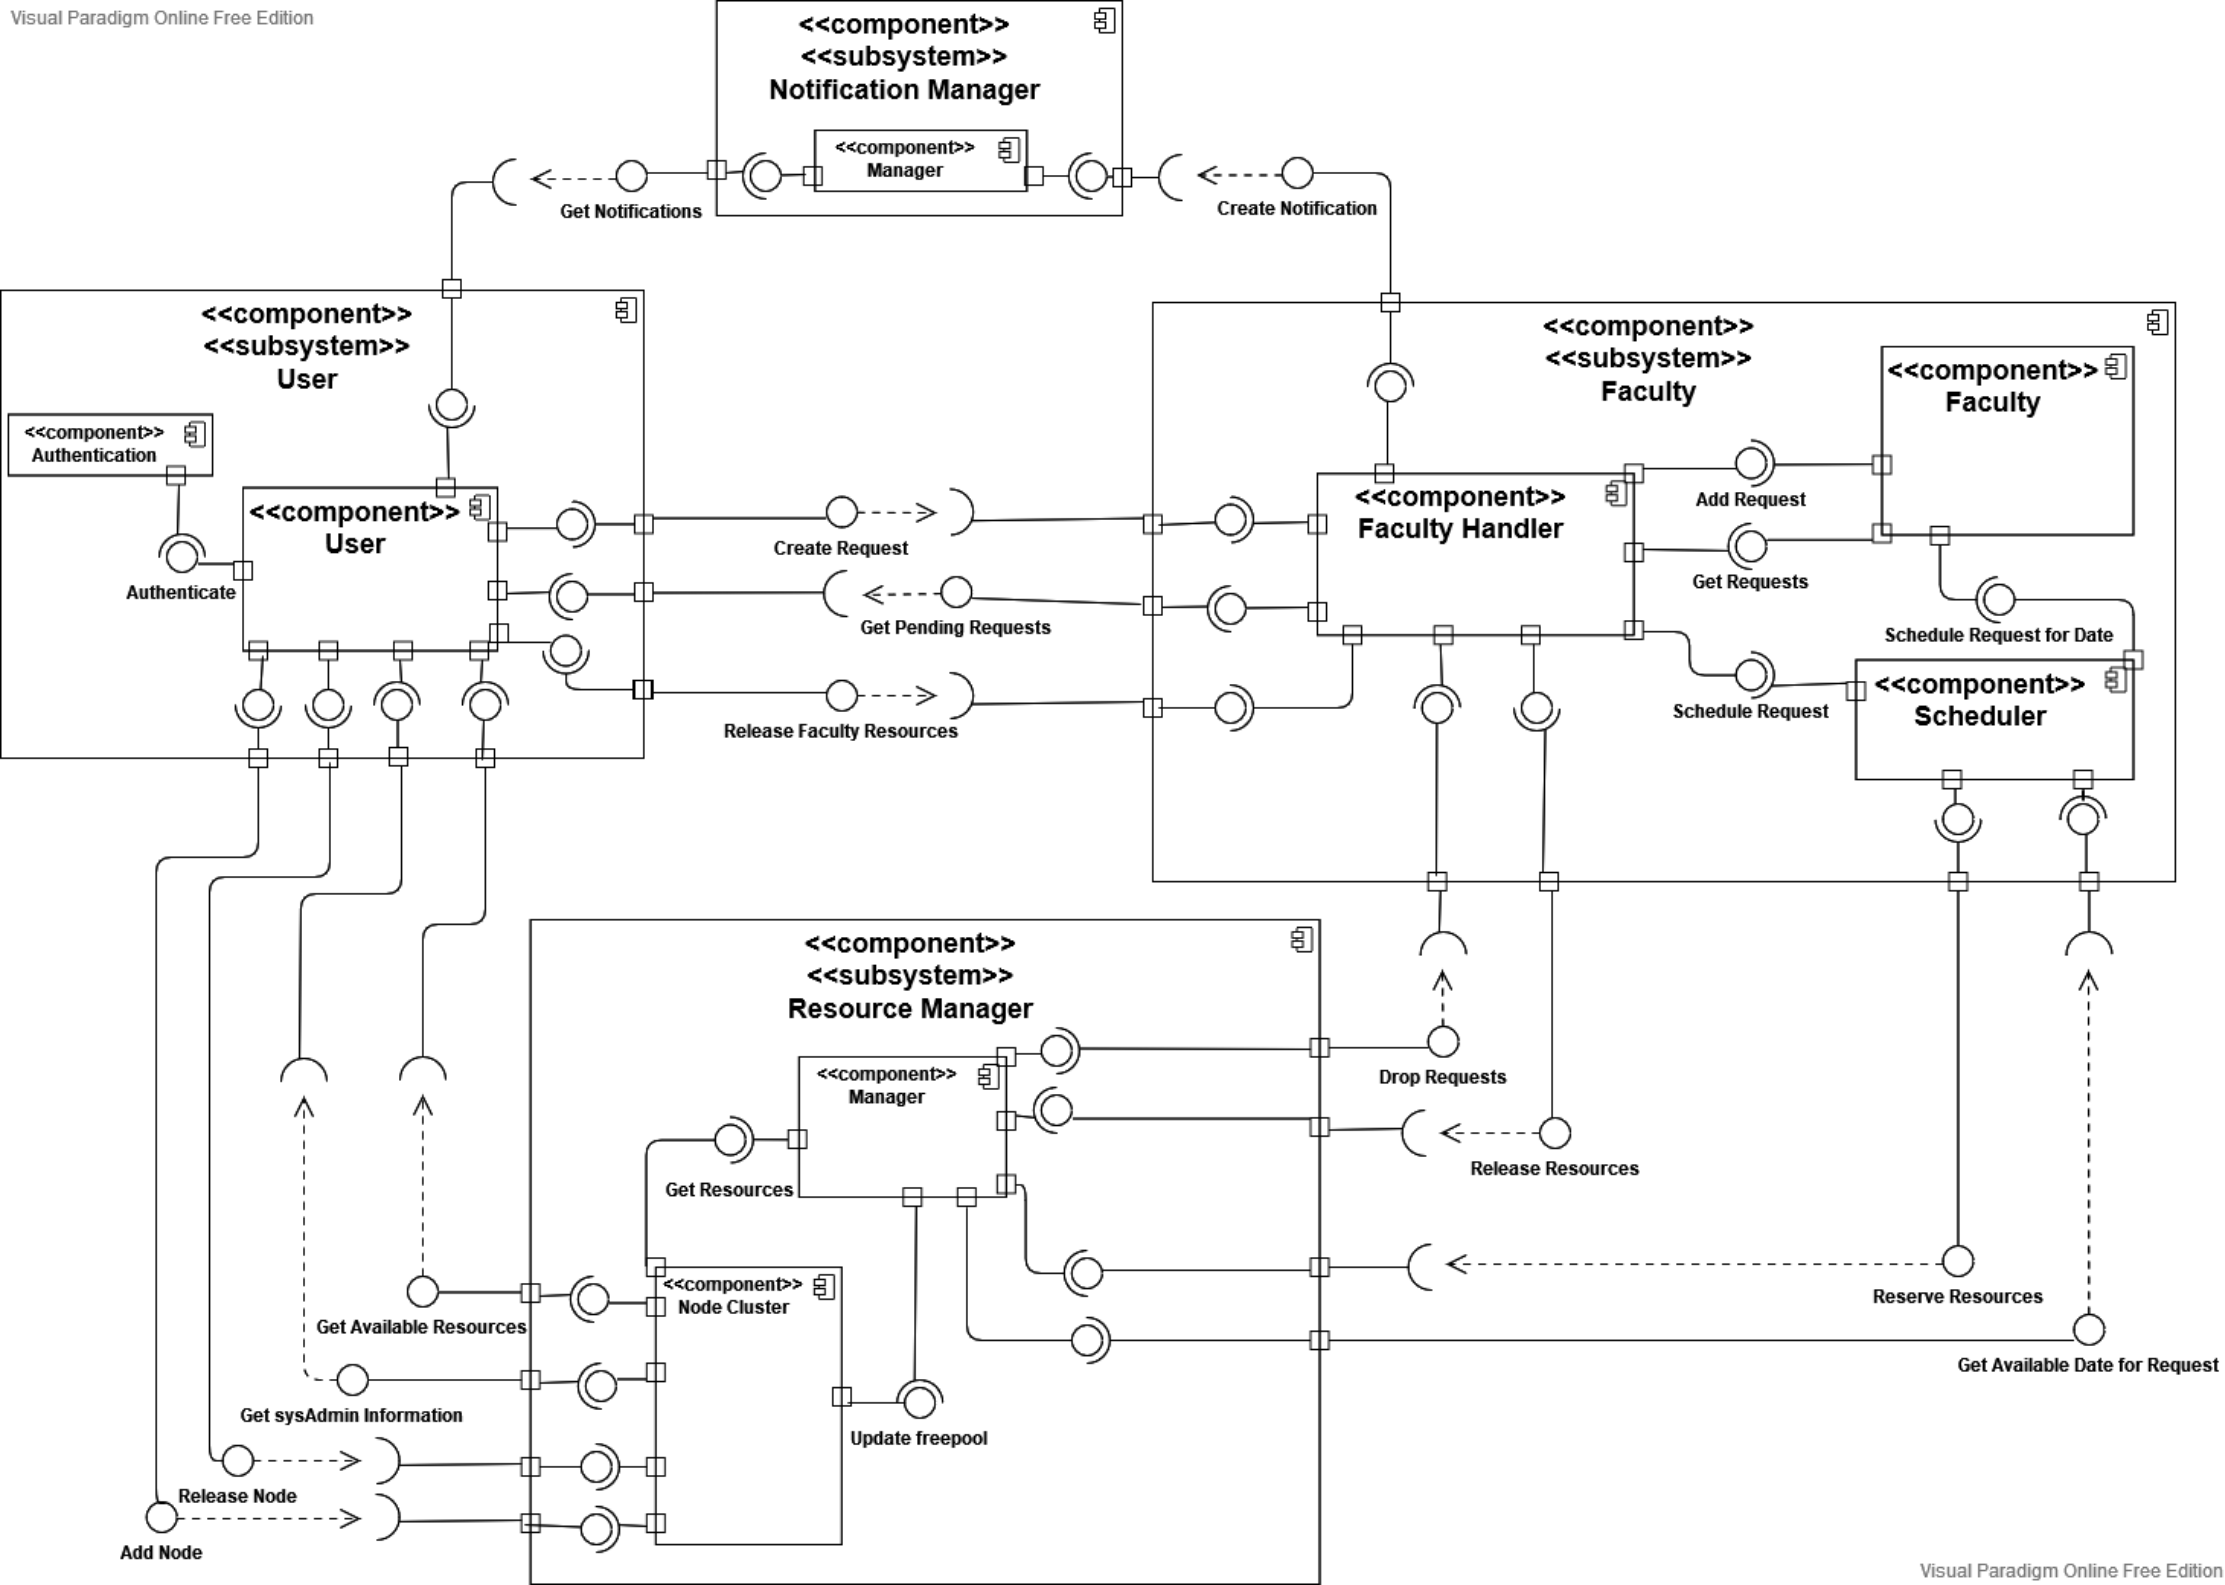 Visual Paradigm Online Free Edition
<<component>>
<<subsystem>>
Notification Manager
<<component>>
Manager
Get Notifications
Create Notification
<<component>>
<<subsystem>>
User
<<component>>
Authentication
<<component>>
User
Authenticate
Create Request
Get Pending Requests
Release Faculty Resources
<<component>>
<<subsystem>>
Faculty
<<component>>
Faculty
<<component>>
Faculty Handler
Add Request
Get Requests
Schedule Request for Date
Schedule Request
<<component>>
Scheduler
<<component>>
<<subsystem>>
Resource Manager
<<component>>
Manager
Get Resources
Drop Requests
Release Resources
<<component>>
Node Cluster
Reserve Resources
Get Available Resources
Get Available Date for Request
Get sysAdmin Information
Update freepool
Release Node
Add Node
Visual Paradigm Online Free Edition